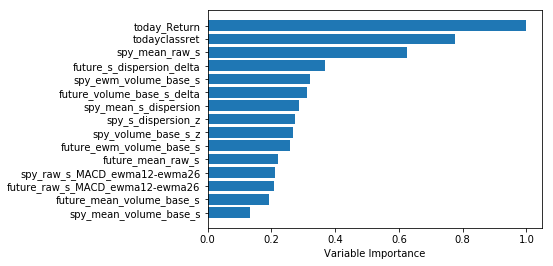 today_Return
todayclassret
spy_mean_raw_s
future_s_dispersion_delta
spy_ewm_volume_base_s
future_volume_base_s_delta
spy_mean_s_dispersion
spy_s_dispersion_z
spy_volume_base_s_z
future_ewm_volume_base_s
future_mean_raw_s
spy_raw_s_MACD_ewma12-ewma26
future_raw_s_MACD_ewma12-ewma26
future_mean_volume_base_s
spy_mean_volume_base_s
0.0 0.2 0.4 0.6 0.8 1.0
Variable Importance